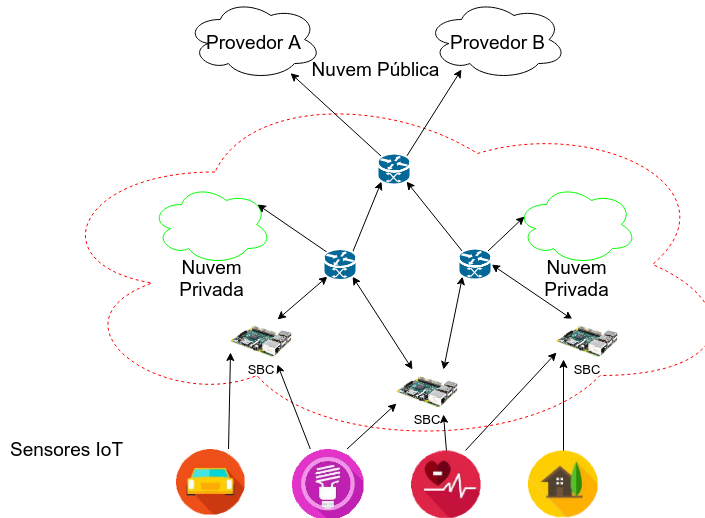 Provedor A
Provedor B
Nuvem Pública
Nuvem
Privada
Nuvem
Privada
SBC
SBC
SBC
Sensores IoT